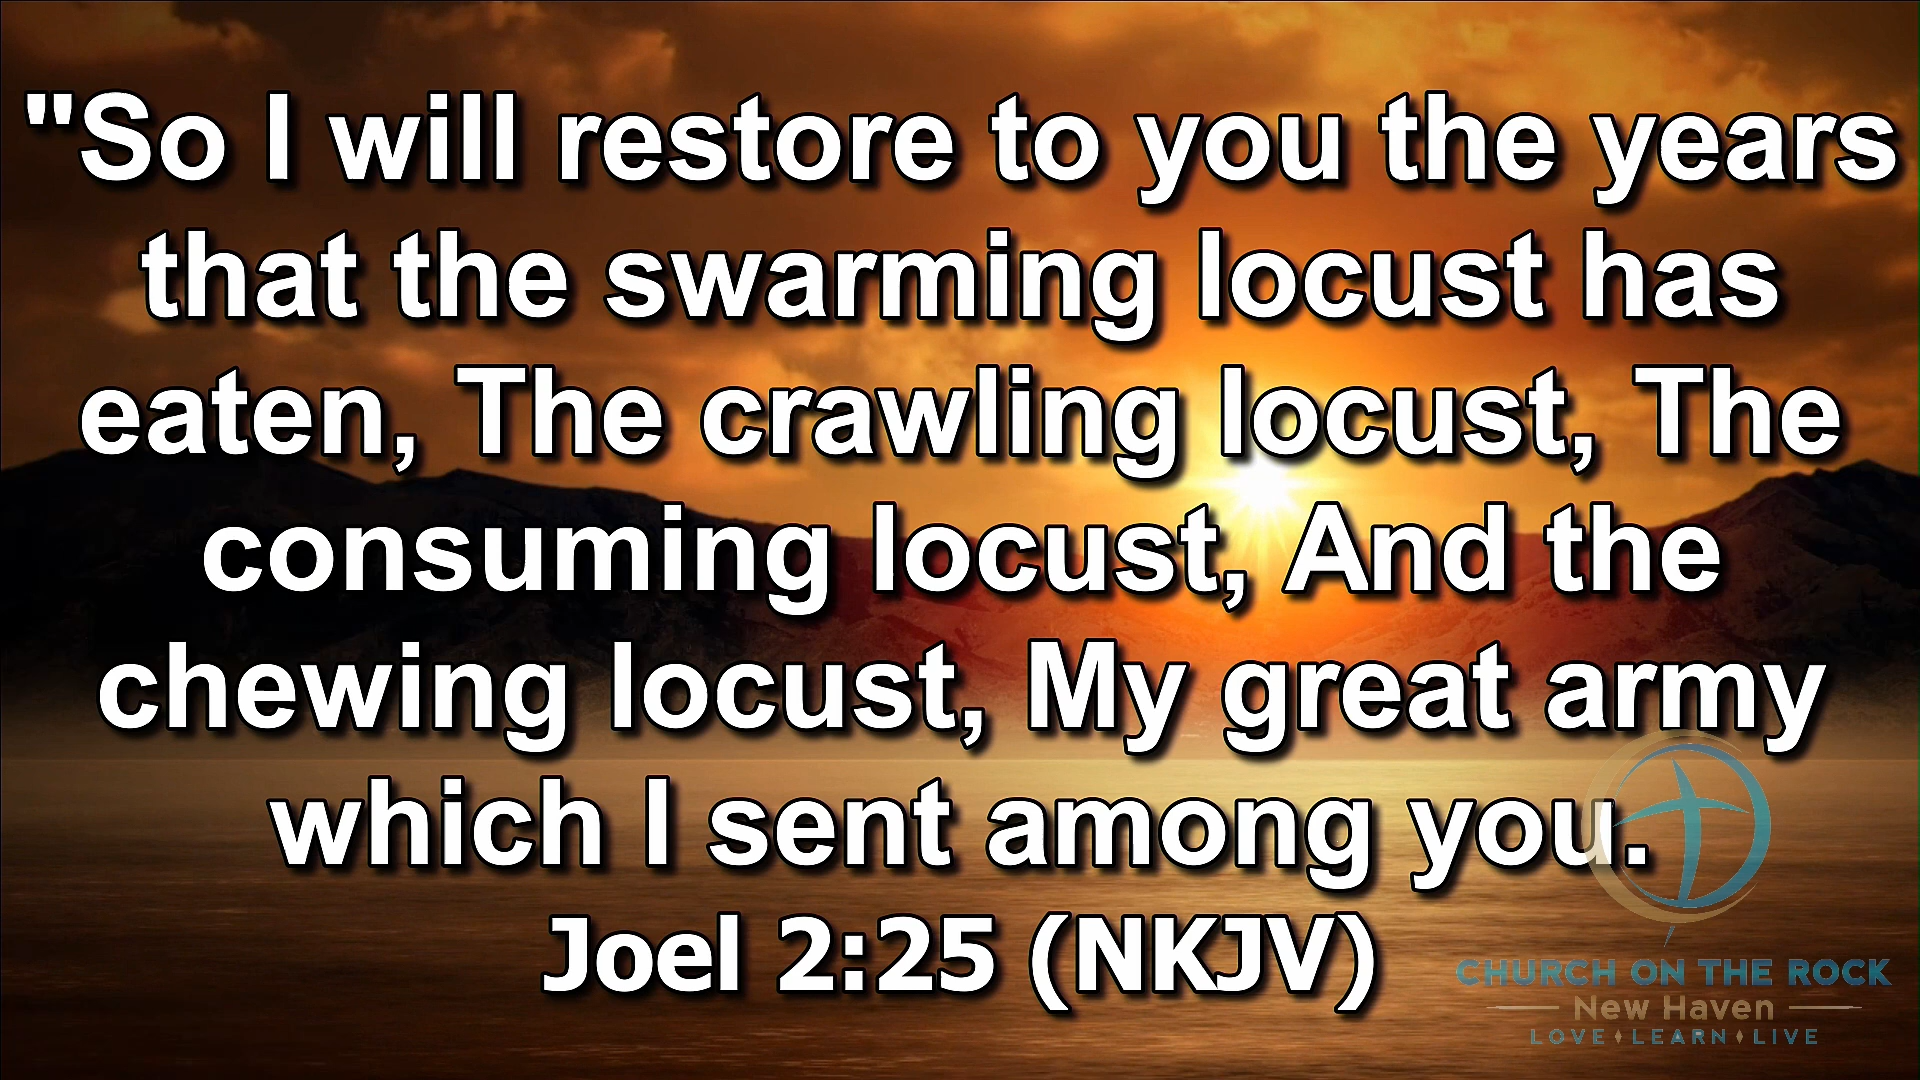 "So I will restore to you the years
that the swarming locust has
eaten, The crawling locust, The
consuming locust, And the
chewing locust, My great army
which I sent among you.
Joel 2:25 (NKJV)
CHURCH ON THE ROCK
New Haven
LOVE LEARN LIVE